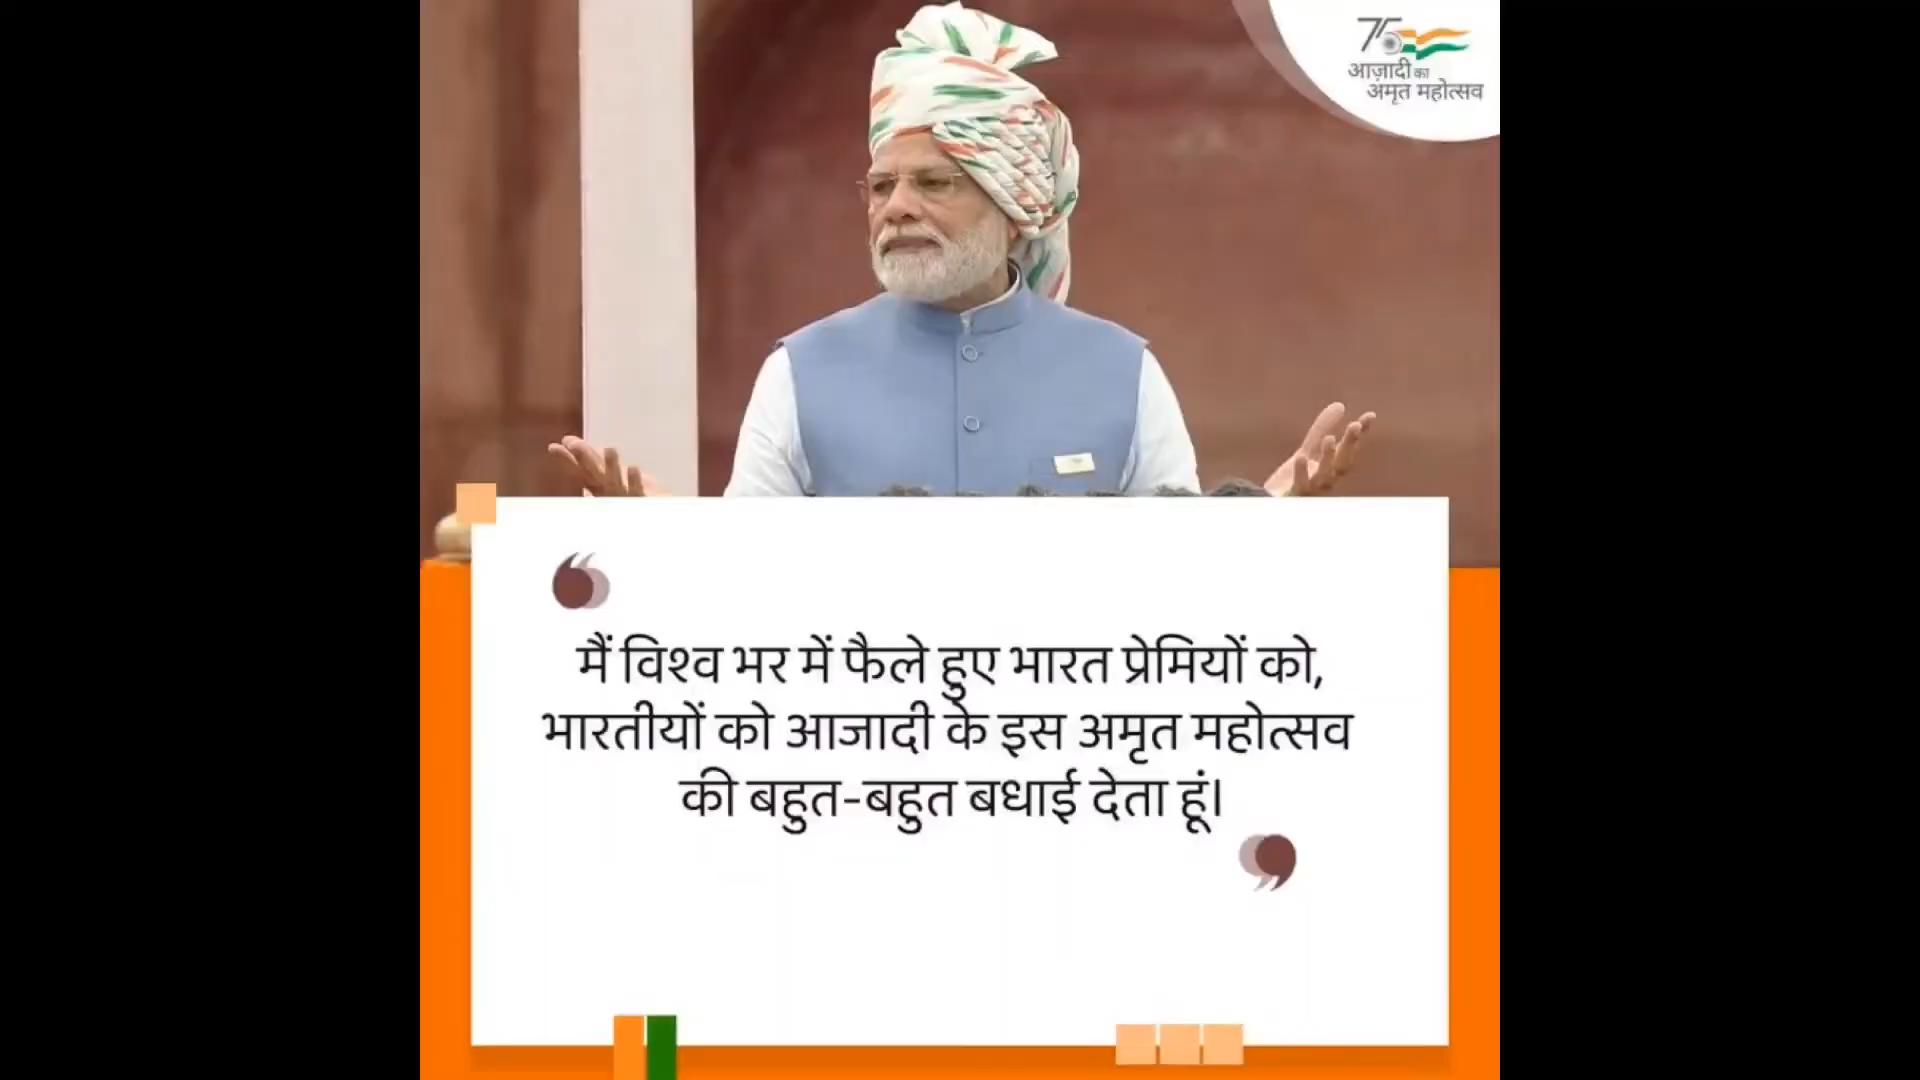 75
आज़ादी का
अमृत महोत्सव
मैं विश्व भर में फैले हुए भारत प्रेमियों को,
भारतीयों को आजादी के इस अमृत महोत्सव
की बहुत-बहुत बधाई देता हूं।